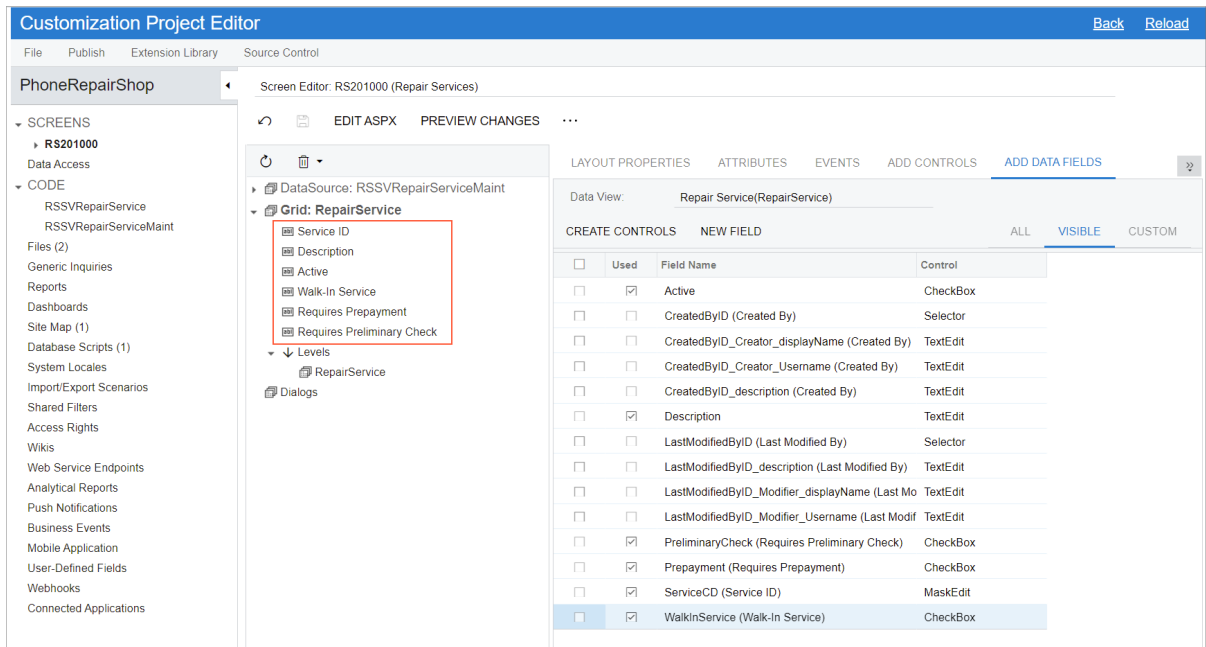 Customization Project Editor Back Reload
File Publish Extension Library Source Control
PhoneRepairShop
Screen Editor: RS201000 (Repair Services)
SCREENS
RS201000
Data Access
CODE
RSSVRepairService
RSSVRepairServiceMaint
Files (2)
Generic Inquiries
Reports
Dashboards
Site Map (1)
Database Scripts (1)
System Locales
Import/Export Scenarios
Shared Filters
Access Rights
Wikis
Web Service Endpoints
Analytical Reports
Push Notifications
Business Events
Mobile Application
User-Defined Fields
Webhooks
Connected Applications
EDIT ASPX PREVIEW CHANGES ...
DataSource: RSSVRepairServiceMaint
Grid: RepairService
Service ID
Description
Active
Walk-In Service
Requires Prepayment
Requires Preliminary Check
Levels
RepairService
Dialogs
LAYOUT PROPERTIES ATTRIBUTES EVENTS ADD CONTROLS ADD DATA FIELDS
Data View: Repair Service(RepairService)
CREATE CONTROLS NEW FIELD ALL VISIBLE CUSTOM
Used Field Name Control
Active CheckBox
CreatedByID (Created By) Selector
CreatedByID_Creator_displayName (Created By) TextEdit
CreatedByID_Creator_Username (Created By) TextEdit
CreatedByID_description (Created By) TextEdit
Description TextEdit
LastModifiedByID (Last Modified By) Selector
LastModifiedByID_description (Last Modified By) TextEdit
LastModifiedByID_Modifier_displayName (Last Mo TextEdit
LastModifiedByID_Modifier_Username (Last Modif TextEdit
PreliminaryCheck (Requires Preliminary Check) CheckBox
Prepayment (Requires Prepayment) CheckBox
ServiceCD (Service ID) MaskEdit
WalkInService (Walk-In Service) CheckBox